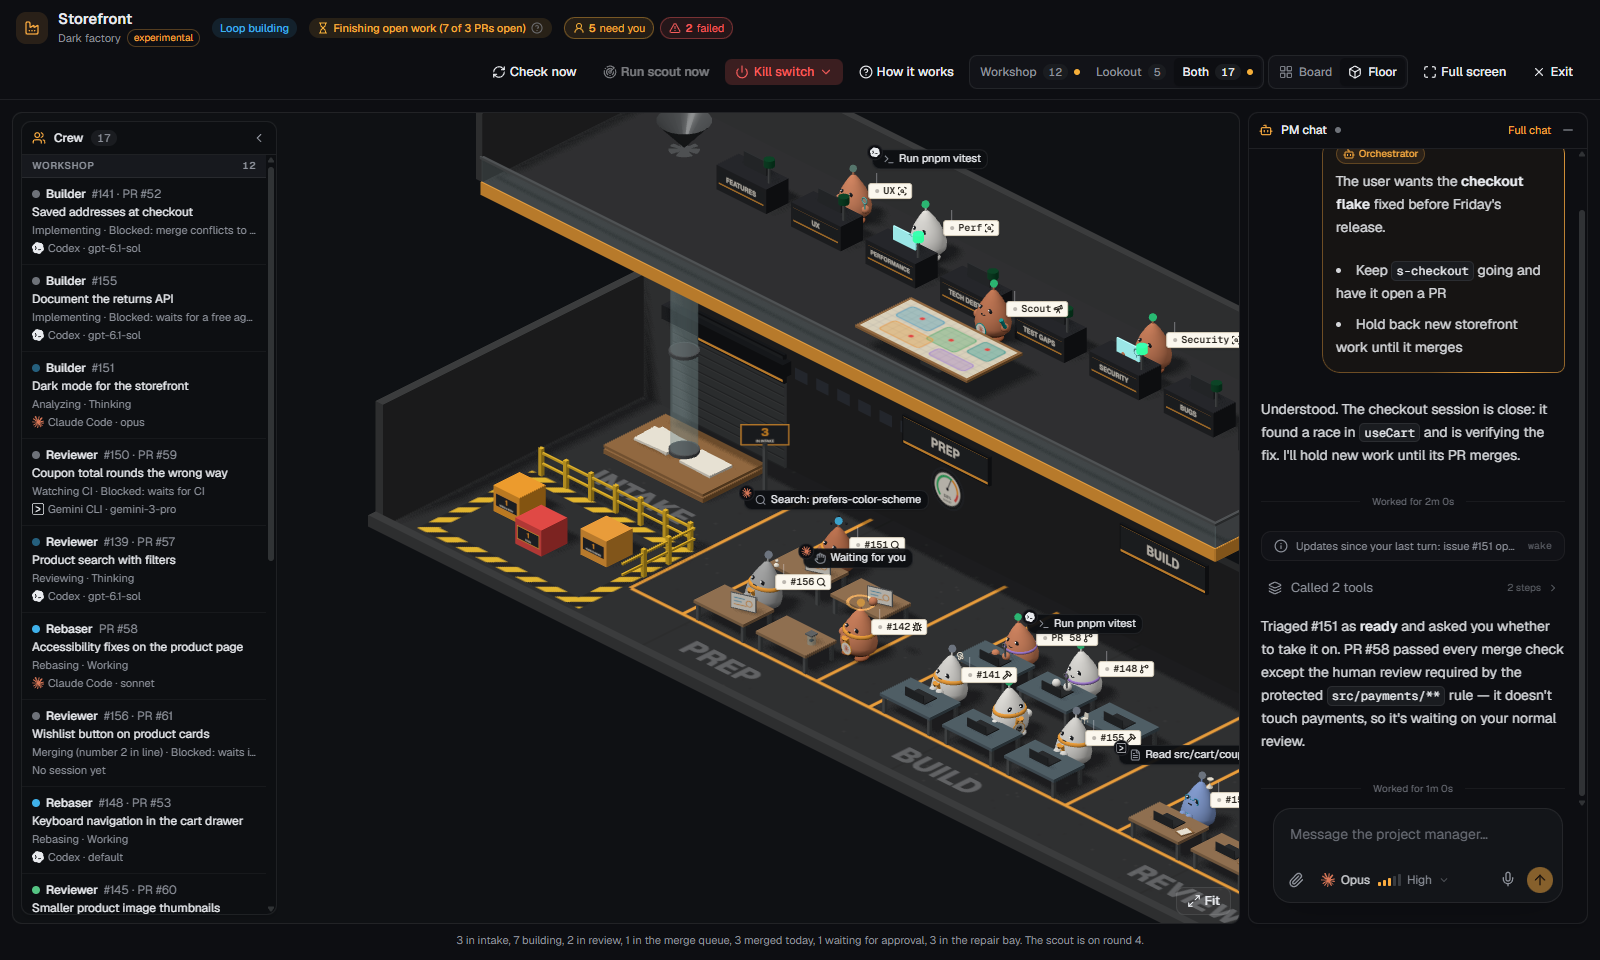 Storefront
Dark factory experimental
Loop building
Finishing open work (7 of 3 PRs open)
5 need you
2 failed
Check now
Run scout now
Kill switch
How it works
Workshop 12
Lookout 5
Both 17
Board
Floor
Full screen
Exit
Crew 17
WORKSHOP 12
Builder #141 · PR #52
Saved addresses at checkout
Implementing · Blocked: merge conflicts to ...
Codex · gpt-6.1-sol
Builder #155
Document the returns API
Implementing · Blocked: waits for a free ag...
Codex · gpt-6.1-sol
Builder #151
Dark mode for the storefront
Analyzing · Thinking
Claude Code · opus
Reviewer #150 · PR #59
Coupon total rounds the wrong way
Watching CI · Blocked: waits for CI
Gemini CLI · gemini-3-pro
Reviewer #139 · PR #57
Product search with filters
Reviewing · Thinking
Codex · gpt-6.1-sol
Rebaser PR #58
Accessibility fixes on the product page
Rebasing · Working
Claude Code · sonnet
Reviewer #156 · PR #61
Wishlist button on product cards
Merging (number 2 in line) · Blocked: waits i...
No session yet
Rebaser #148 · PR #53
Keyboard navigation in the cart drawer
Rebasing · Working
Codex · default
Reviewer #145 · PR #60
Smaller product image thumbnails
Run pnpm vitest
FEATURES
UX
UX
Perf
PERFORMANCE
TECH DEBT
Scout
TEST GAPS
Security
SECURITY
BUGS
3
PREP
INTAKE
Search: prefers-color-scheme
BUILD
#151
Waiting for you
#156
#142
Run pnpm vitest
PR 58
PREP
#141
#148
#155
Read src/cart/cou
BUILD
REVIEW
Fit
PM chat
Full chat
Orchestrator
The user wants the checkout
flake fixed before Friday's
release.
• Keep s-checkout going and
have it open a PR
• Hold back new storefront
work until it merges
Understood. The checkout session is close: it
found a race in useCart and is verifying the
fix. I'll hold new work until its PR merges.
Worked for 2m 0s
Updates since your last turn: issue #151 op... wake
Called 2 tools 2 steps
Triaged #151 as ready and asked you whether
to take it on. PR #58 passed every merge check
except the human review required by the
protected src/payments/** rule — it doesn't
touch payments, so it's waiting on your normal
review.
Worked for 1m 0s
Message the project manager...
Opus High
3 in intake, 7 building, 2 in review, 1 in the merge queue, 3 merged today, 1 waiting for approval, 3 in the repair bay. The scout is on round 4.